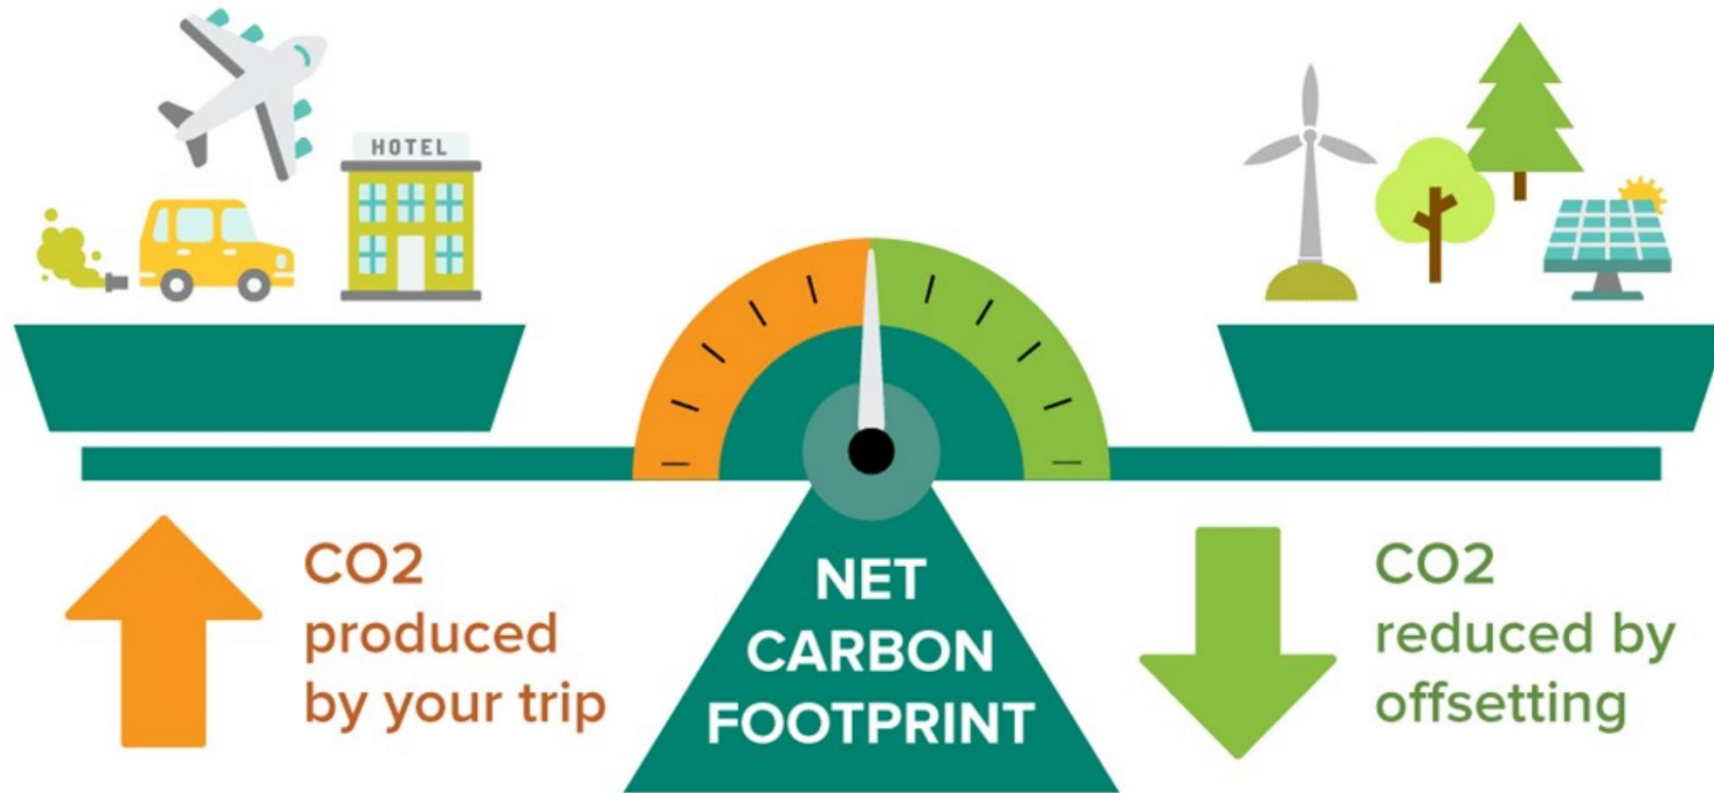 HOTEL
CO2
produced
by your trip
NET
CARBON
FOOTPRINT
CO2
reduced by
offsetting